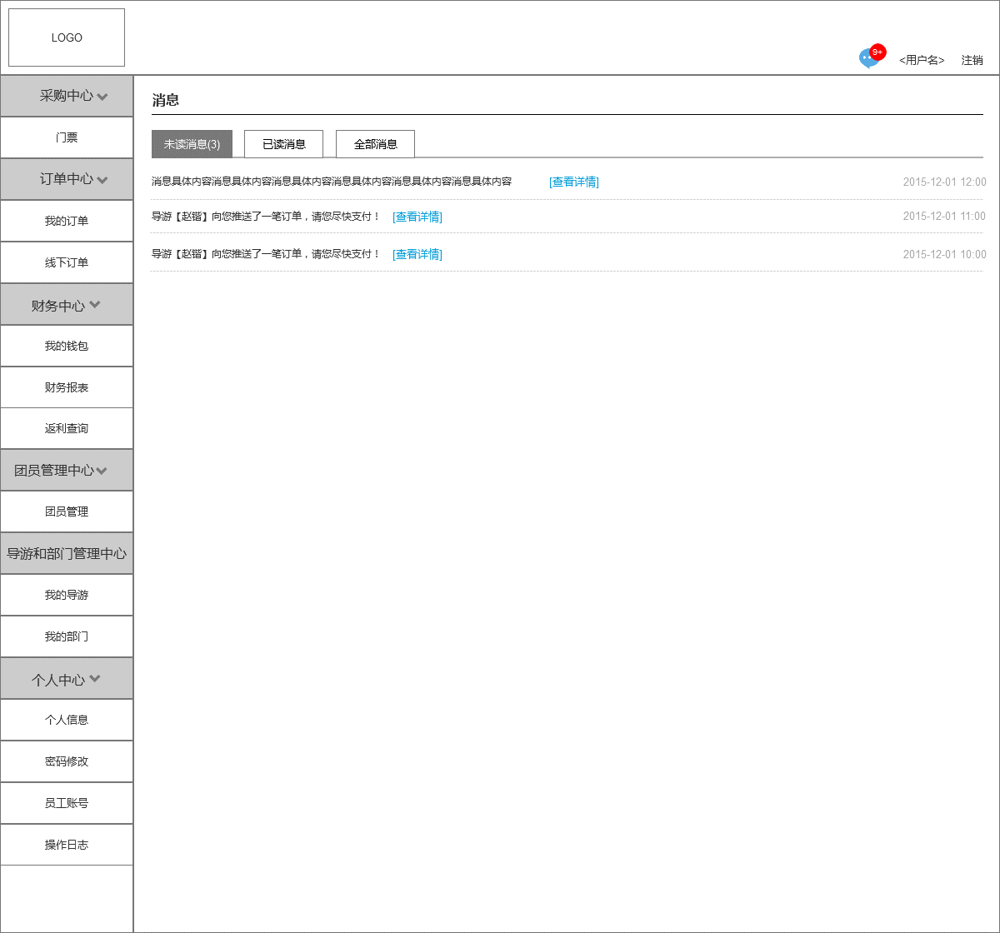 LOGO
9+
<用户名> 注销
采购中心
门票
订单中心
我的订单
线下订单
财务中心
我的钱包
财务报表
返利查询
团员管理中心
团员管理
导游和部门管理中心
我的导游
我的部门
个人中心
个人信息
密码修改
员工账号
操作日志
消息
未读消息(3) 已读消息 全部消息
消息具体内容消息具体内容消息具体内容消息具体内容消息具体内容消息具体内容 [查看详情] 2015-12-01 12:00
导游【赵锴】向您推送了一笔订单，请您尽快支付！ [查看详情] 2015-12-01 11:00
导游【赵锴】向您推送了一笔订单，请您尽快支付！ [查看详情] 2015-12-01 10:00